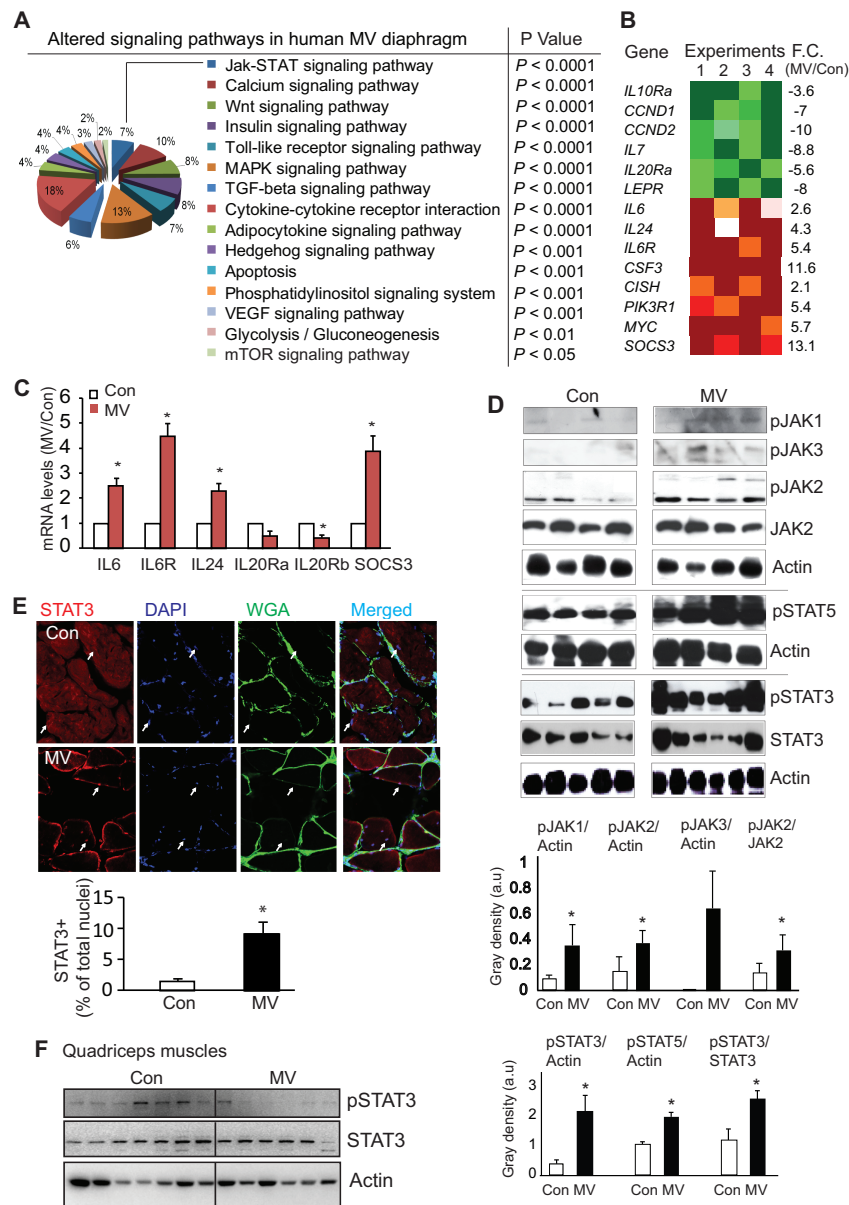 A
Altered signaling pathways in human MV diaphragm P Value
Jak-STAT signaling pathway P < 0.0001
Calcium signaling pathway P < 0.0001
Wnt signaling pathway P < 0.0001
Insulin signaling pathway P < 0.0001
Toll-like receptor signaling pathway P < 0.0001
MAPK signaling pathway P < 0.0001
TGF-beta signaling pathway P < 0.0001
Cytokine-cytokine receptor interaction P < 0.0001
Adipocytokine signaling pathway P < 0.0001
Hedgehog signaling pathway P < 0.001
Apoptosis P < 0.001
Phosphatidylinositol signaling system P < 0.001
VEGF signaling pathway P < 0.001
Glycolysis / Gluconeogenesis P < 0.01
mTOR signaling pathway P < 0.05
2%
2%
3%
4%
4%
4%
4%
18%
6%
13%
7%
8%
8%
10%
7%
B
Gene Experiments F.C.
1 2 3 4 (MV/Con)
IL10Ra -3.6
CCND1 -7
CCND2 -10
IL7 -8.8
IL20Ra -5.6
LEPR -8
IL6 2.6
IL24 4.3
IL6R 5.4
CSF3 11.6
CISH 2.1
PIK3R1 5.4
MYC 5.7
SOCS3 13.1
C
Con
MV
mRNA levels (MV/Con)
6
5
4
3
2
1
0
* * * * *
IL6 IL6R IL24 IL20Ra IL20Rb SOCS3
D
Con MV
pJAK1
pJAK3
pJAK2
JAK2
Actin
pSTAT5
Actin
pSTAT3
STAT3
Actin
pJAK1/ pJAK2/ pJAK3/ pJAK2/
Actin Actin Actin JAK2
Gray density (a.u)
1
0.8
0.6
0.4
0.2
0
* * *
Con MV Con MV Con MV Con MV
pSTAT3/ pSTAT5/ pSTAT3/
Actin Actin STAT3
Gray density (a.u)
3
2
1
0
* * *
Con MV Con MV Con MV
E
STAT3 DAPI WGA Merged
Con
MV
STAT3+
(% of total nuclei)
15
10
5
0
*
Con MV
F Quadriceps muscles
Con MV
pSTAT3
STAT3
Actin